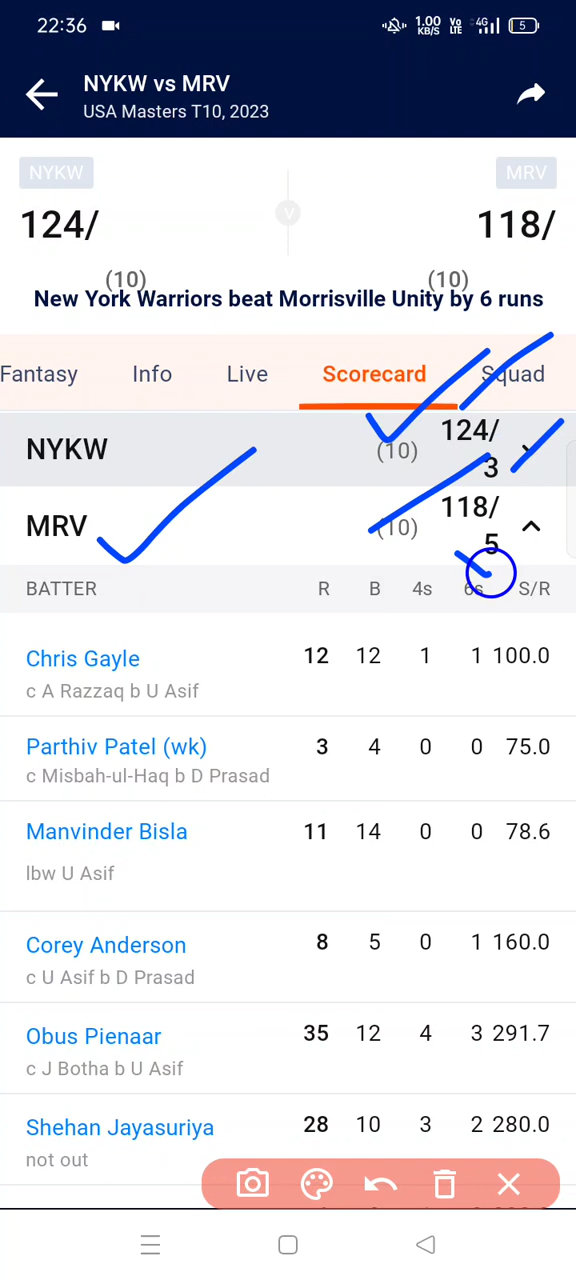 22:36 1.00 KB/S Vo LTE 4G 5
NYKW vs MRV
USA Masters T10, 2023
NYKW V MRV
124/ 118/
(10) (10)
New York Warriors beat Morrisville Unity by 6 runs
Fantasy Info Live Scorecard Squad
NYKW (10) 124/
3
MRV (10) 118/
5
BATTER R B 4s 6s S/R
Chris Gayle 12 12 1 1 100.0
c A Razzaq b U Asif
Parthiv Patel (wk) 3 4 0 0 75.0
c Misbah-ul-Haq b D Prasad
Manvinder Bisla 11 14 0 0 78.6
lbw U Asif
Corey Anderson 8 5 0 1 160.0
c U Asif b D Prasad
Obus Pienaar 35 12 4 3 291.7
c J Botha b U Asif
Shehan Jayasuriya 28 10 3 2 280.0
not out